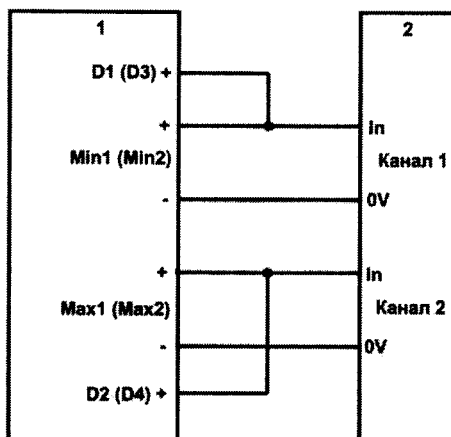 1
2
D1 (D3) +
+
In
Min1 (Min2)
Канал 1
-
0V
+
In
Max1 (Max2)
Канал 2
-
0V
D2 (D4) +